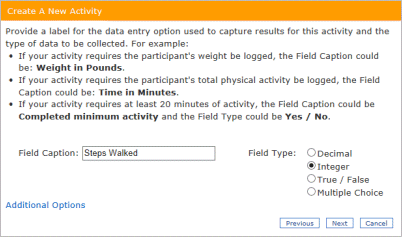 Create A New Activity
Provide a label for the data entry option used to capture results for this activity and the
type of data to be collected. For example:
• If your activity requires the participant's weight be logged, the Field Caption could
be: Weight in Pounds.
• If your activity requires the participant's total physical activity be logged, the Field
Caption could be: Time in Minutes.
• If your activity requires at least 20 minutes of activity, the Field Caption could be
Completed minimum activity and the Field Type could be Yes / No.
Field Caption: Steps Walked Field Type: Decimal
Integer
True / False
Multiple Choice
Additional Options
Previous Next Cancel